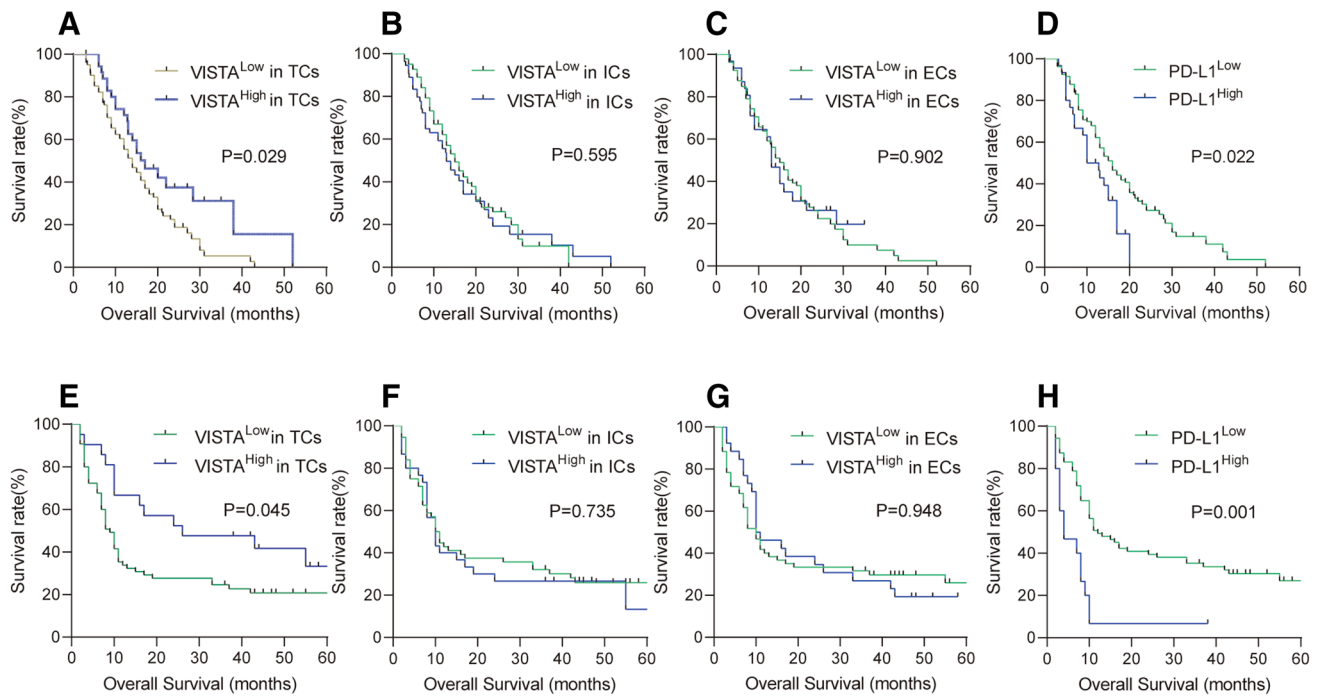 A
B
C
D
100
80
60
40
20
0
Survival rate(%)
VISTALow in TCs
VISTAHigh in TCs
P=0.029
0 10 20 30 40 50 60
Overall Survival (months)
100
80
60
40
20
0
Survival rate(%)
VISTALow in ICs
VISTAHigh in ICs
P=0.595
0 10 20 30 40 50 60
Overall Survival (months)
100
80
60
40
20
0
Survival rate(%)
VISTALow in ECs
VISTAHigh in ECs
P=0.902
0 10 20 30 40 50 60
Overall Survival (months)
100
80
60
40
20
0
Survival rate(%)
PD-L1Low
PD-L1High
P=0.022
0 10 20 30 40 50 60
Overall Survival (months)
E
F
G
H
100
80
60
40
20
0
Survival rate(%)
VISTALow in TCs
VISTAHigh in TCs
P=0.045
0 10 20 30 40 50 60
Overall Survival (months)
100
80
60
40
20
0
Survival rate(%)
VISTALow in ICs
VISTAHigh in ICs
P=0.735
0 10 20 30 40 50 60
Overall Survival (months)
100
80
60
40
20
0
Survival rate(%)
VISTALow in ECs
VISTAHigh in ECs
P=0.948
0 10 20 30 40 50 60
Overall Survival (months)
100
80
60
40
20
0
Survival rate(%)
PD-L1Low
PD-L1High
P=0.001
0 10 20 30 40 50 60
Overall Survival (months)